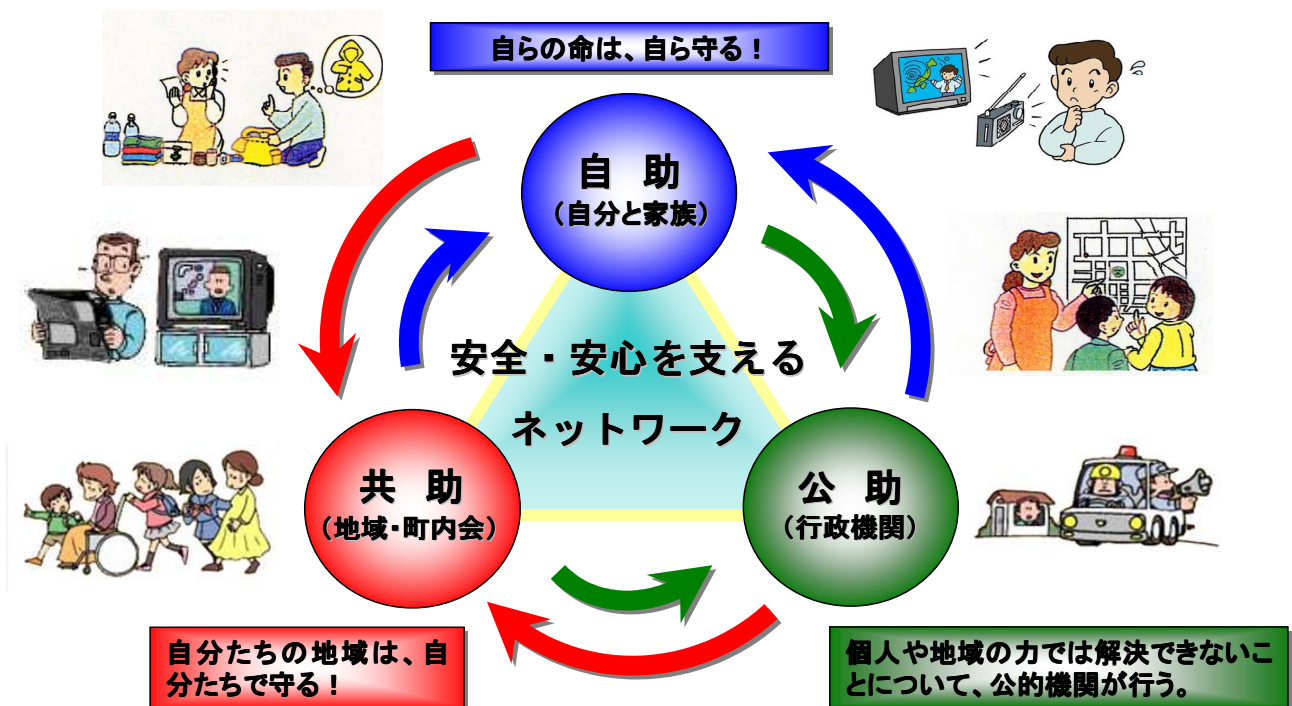 自らの命は、自ら守る！
自　助
（自分と家族）
安全・安心を支える
ネットワーク
共　助
（地域・町内会）
公　助
（行政機関）
自分たちの地域は、自
分たちで守る！
個人や地域の力では解決できないこ
とについて、公的機関が行う。